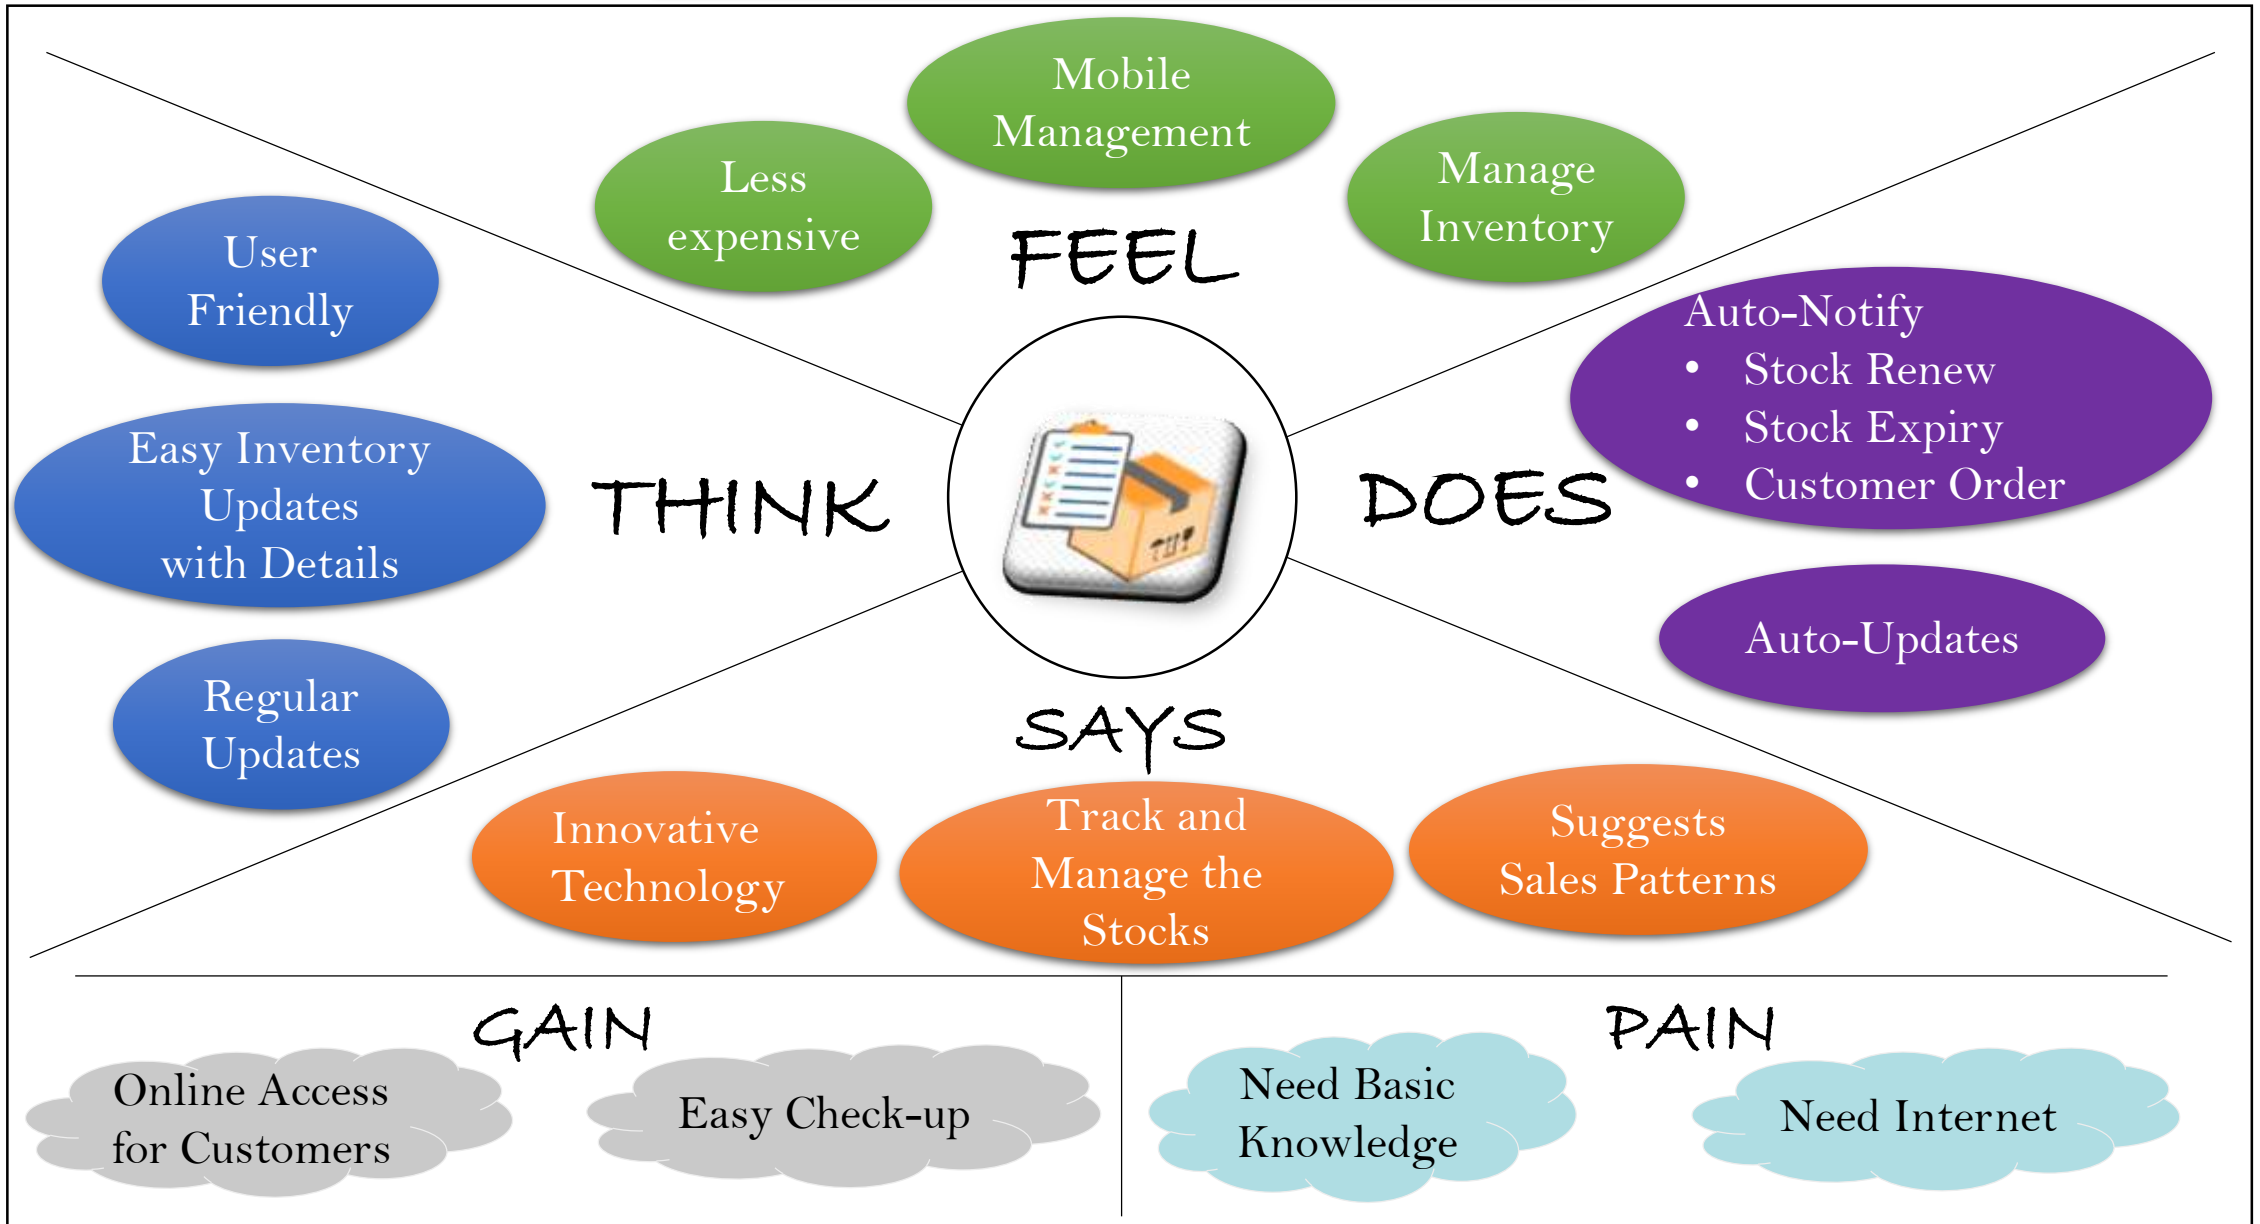 Mobile
Management
Less
expensive
Manage
Inventory
FEEL
User
Friendly
Easy Inventory
Updates
with Details
Regular
Updates
THINK
DOES
Auto-Notify
• Stock Renew
• Stock Expiry
• Customer Order
Auto-Updates
SAYS
Innovative
Technology
Track and
Manage the
Stocks
Suggests
Sales Patterns
GAIN
Online Access
for Customers
Easy Check-up
PAIN
Need Basic
Knowledge
Need Internet